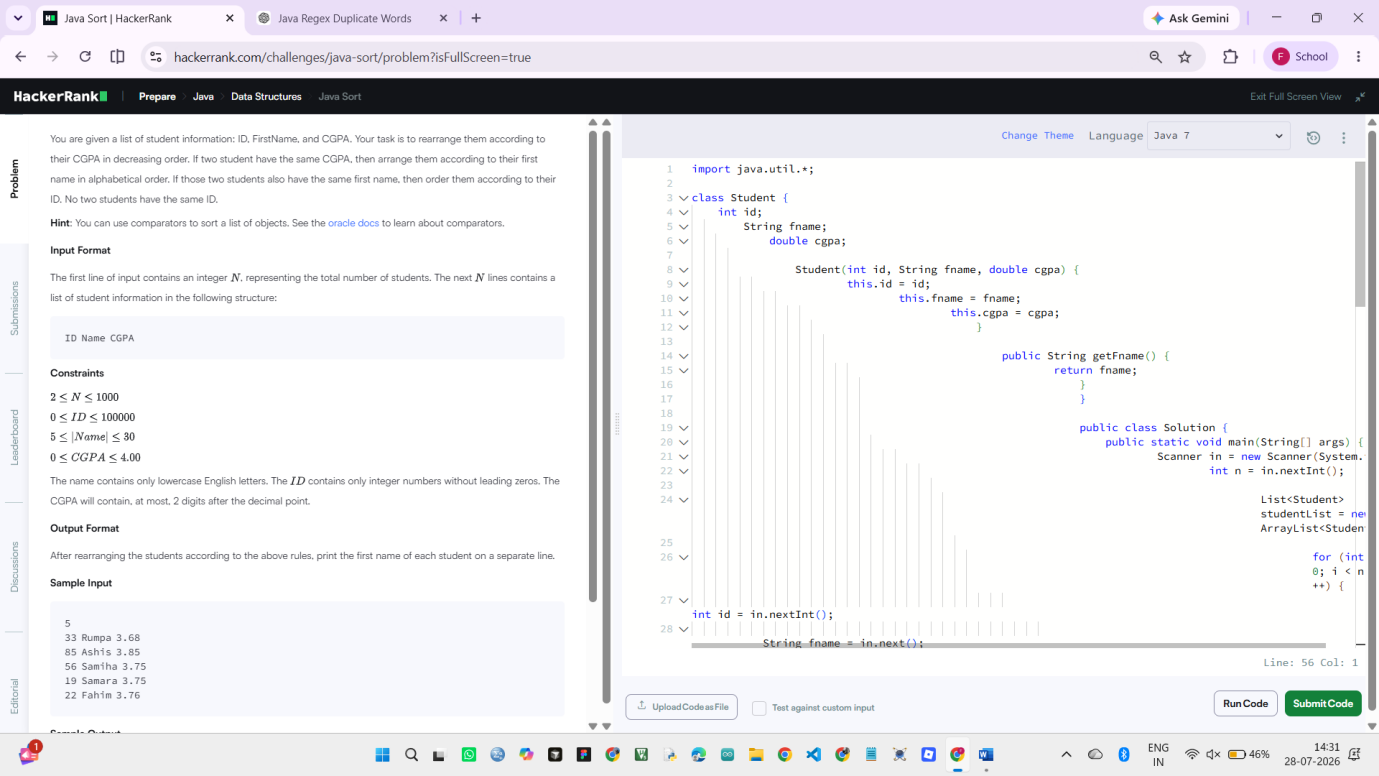 Java Sort | HackerRank
Java Regex Duplicate Words
Ask Gemini
hackerrank.com/challenges/java-sort/problem?isFullScreen=true
F School
HackerRank
Prepare
Java
Data Structures
Java Sort
Exit Full Screen View
Problem
Submissions
Leaderboard
Discussions
Editorial
You are given a list of student information: ID, FirstName, and CGPA. Your task is to rearrange them according to
their CGPA in decreasing order. If two student have the same CGPA, then arrange them according to their first
name in alphabetical order. If those two students also have the same first name, then order them according to their
ID. No two students have the same ID.
Hint: You can use comparators to sort a list of objects. See the oracle docs to learn about comparators.
Input Format
The first line of input contains an integer N, representing the total number of students. The next N lines contains a
list of student information in the following structure:
ID Name CGPA
Constraints
2 ≤ N ≤ 1000
0 ≤ ID ≤ 100000
5 ≤ |Name| ≤ 30
0 ≤ CGPA ≤ 4.00
The name contains only lowercase English letters. The ID contains only integer numbers without leading zeros. The
CGPA will contain, at most, 2 digits after the decimal point.
Output Format
After rearranging the students according to the above rules, print the first name of each student on a separate line.
Sample Input
5
33 Rumpa 3.68
85 Ashis 3.85
56 Samiha 3.75
19 Samara 3.75
22 Fahim 3.76
Sample Output
Change Theme
Language
Java 7
1 import java.util.*;
2
3 class Student {
4 int id;
5 String fname;
6 double cgpa;
7
8 Student(int id, String fname, double cgpa) {
9 this.id = id;
10 this.fname = fname;
11 this.cgpa = cgpa;
12 }
13
14 public String getFname() {
15 return fname;
16 }
17 }
18
19 public class Solution {
20 public static void main(String[] args) {
21 Scanner in = new Scanner(System.
22 int n = in.nextInt();
23
24 List<Student>
studentList = new
ArrayList<Studen
25
26 for (int
0; i < n
++) {
27
int id = in.nextInt();
28
String fname = in.next();
Line: 56 Col: 1
Upload Code as File
Test against custom input
Run Code
Submit Code
1
ENG
IN
46%
14:31
28-07-2026